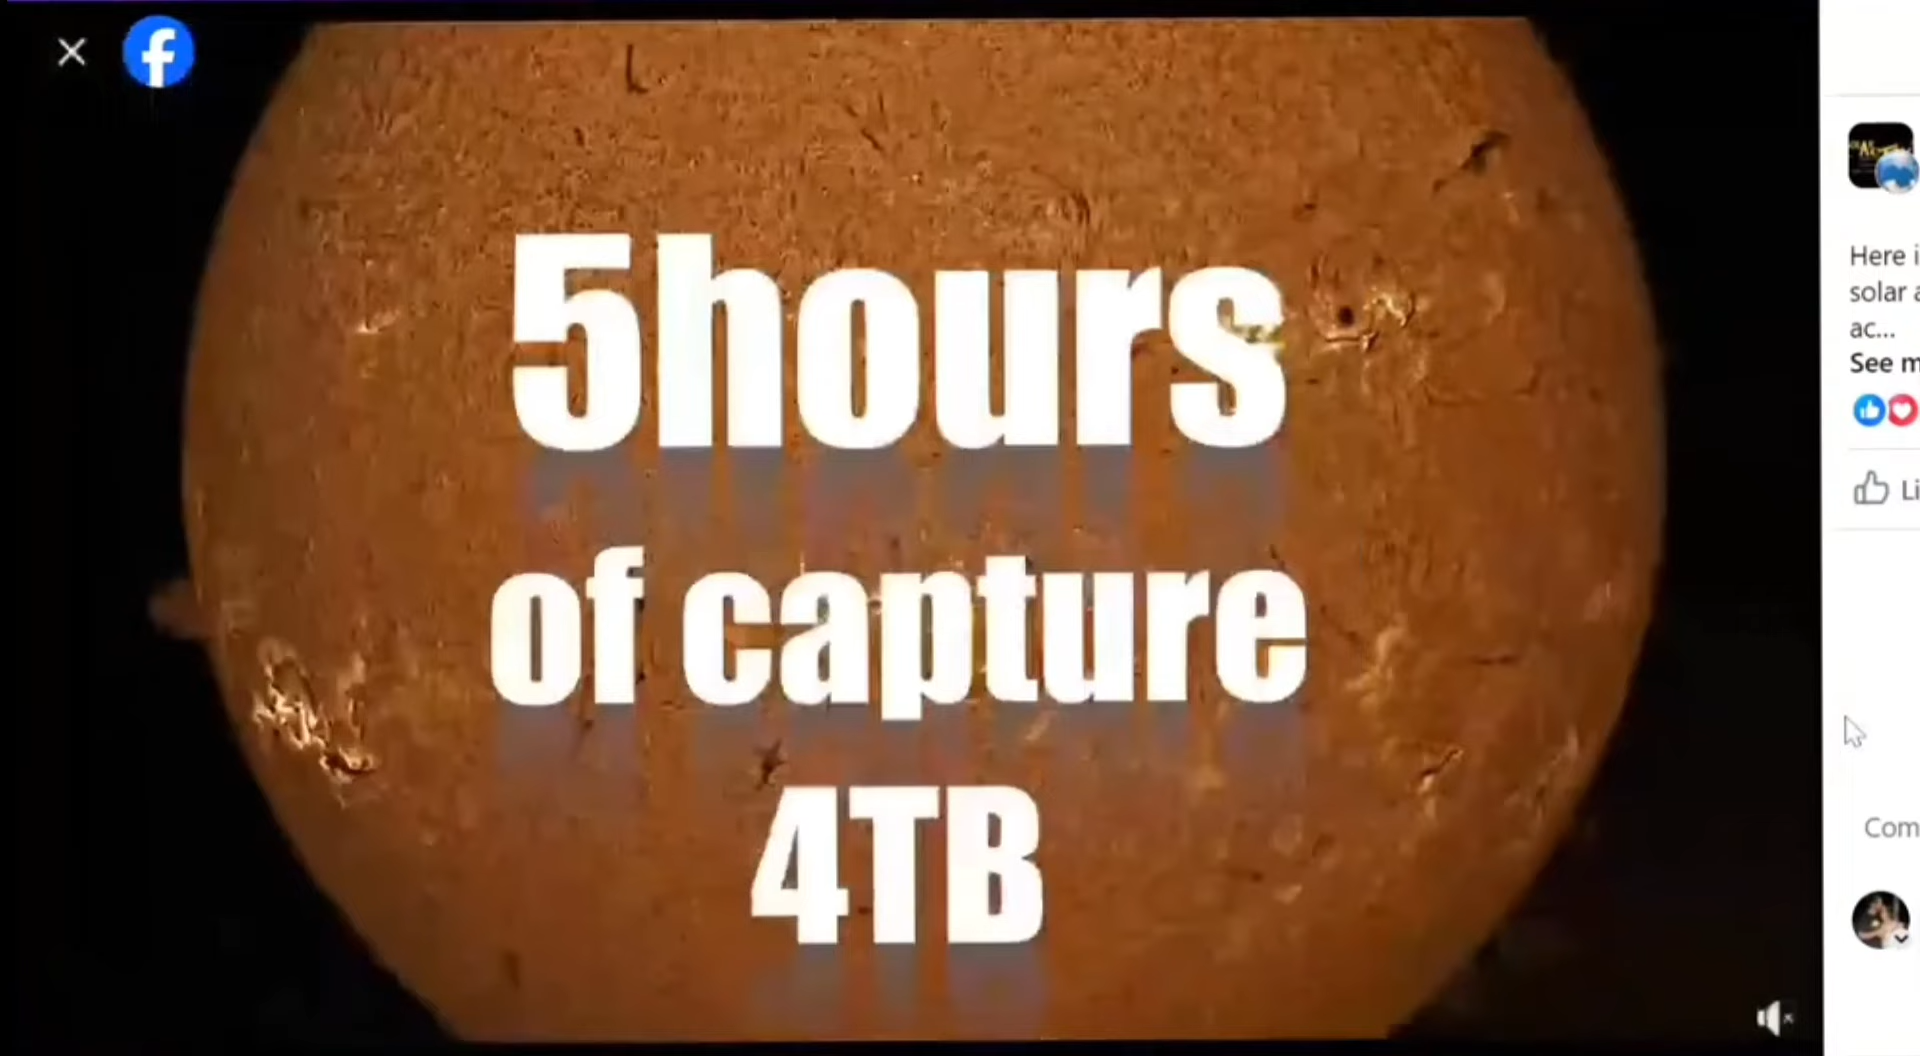 5hours
of capture
4TB
Here i
solar a
ac...
See m
Li
Com